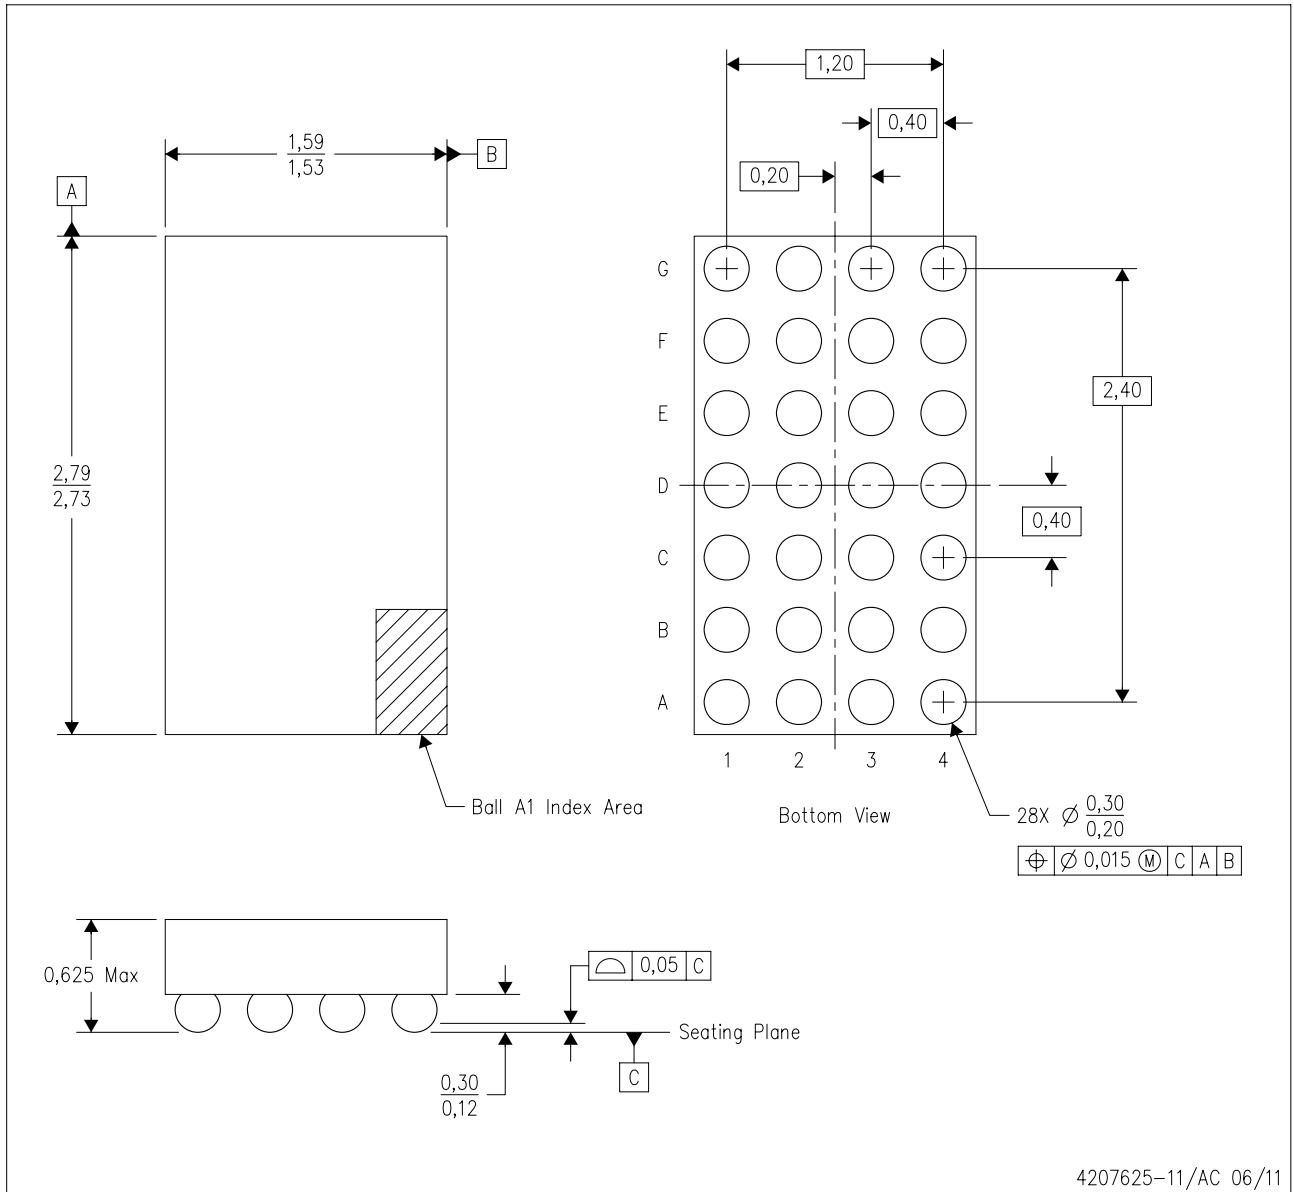 1,20
0,40
1,59
1,53
B
0,20
A
G
F
E
2,40
2,79
2,73
D
0,40
C
B
A
1 2 3 4
Ball A1 Index Area
Bottom View
28X Ø 0,30
0,20
⌖ Ø 0,015 Ⓜ C A B
0,625 Max
⌓ 0,05 C
Seating Plane
C
0,30
0,12
4207625-11/AC 06/11